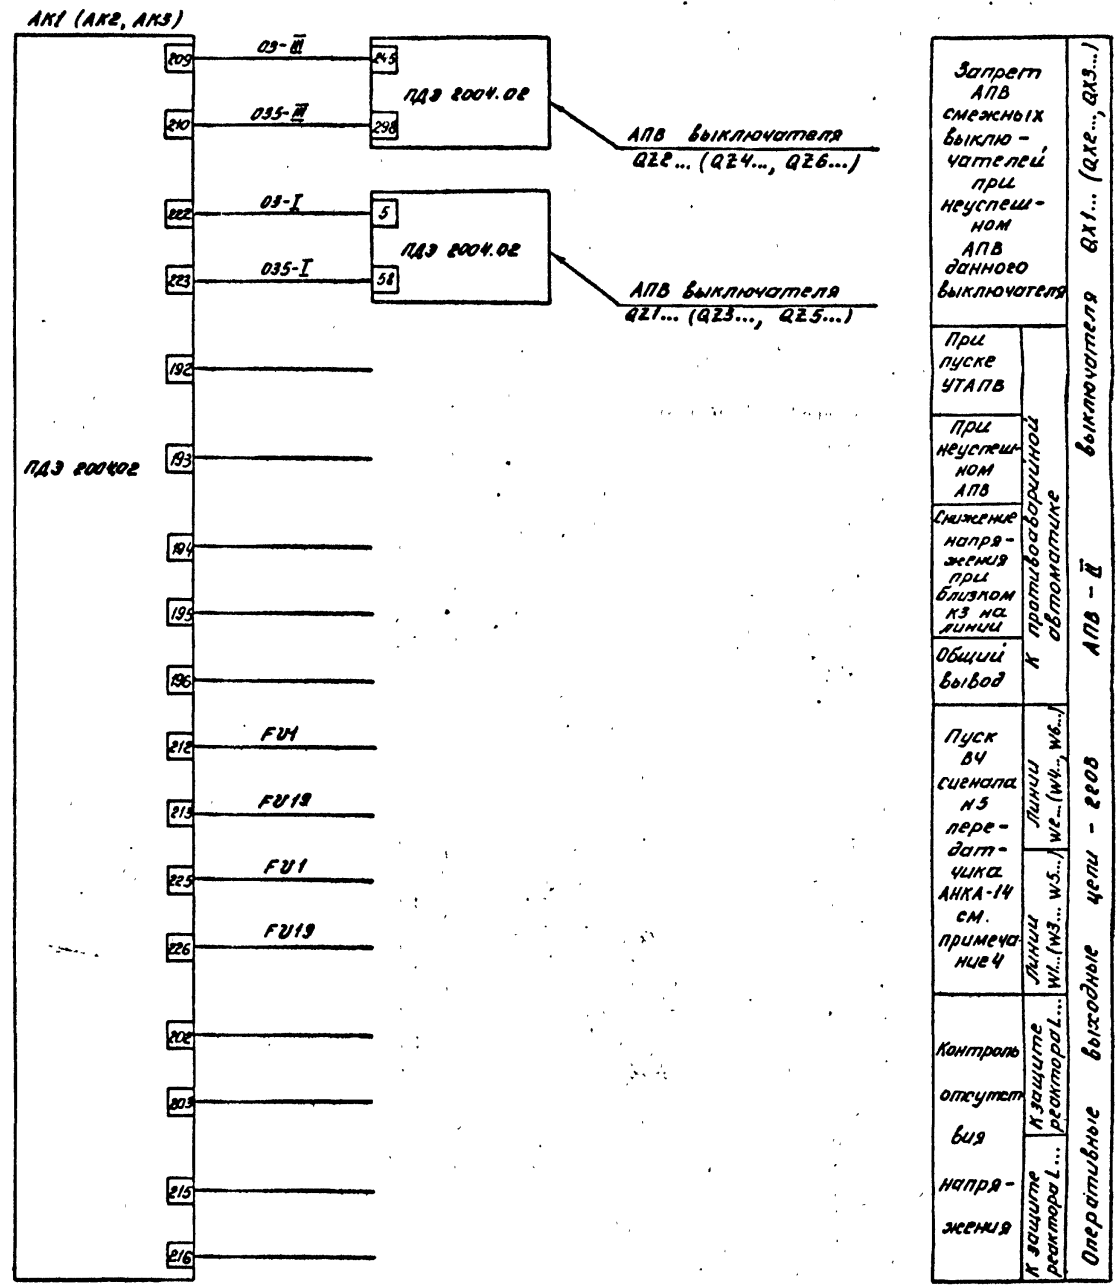 АК1 (АК2, АК3)
209
03-III
245
ПДЭ 2004.02
210
035-III
298
АПВ выключателя
QZ2... (QZ4..., QZ6...)
222
03-I
5
ПДЭ 2004.02
223
035-I
58
АПВ выключателя
QZ1... (QZ3..., QZ5...)
192
193
ПДЭ 2004.02
194
195
196
212
FV1
213
FV19
225
FV1
226
FV19
202
203
215
216
Запрет
АПВ
смежных
выклю-
чателей
при
неуспеш-
ном
АПВ
данного
выключателя
При
пуске
УТАПВ
При
неуспеш-
ном
АПВ
Снижение
напря-
жения
при
близком
КЗ на
линии
Общий
вывод
К противоаварийной
автоматике
Пуск
ВЧ
сигнала
н5
пере-
дат-
чика
АНКА-14
см.
примеча-
ние 4
Линии
W2...(W4..., W6...)
Линии
W1...(W3... W5...)
Контроль
отсутст
вия
напря-
жения
К защите
реактора L...
К защите
реактора L...
Оперативные выходные цепи - 220В АПВ - III выключателя QX1... (QX2..., QX3...)